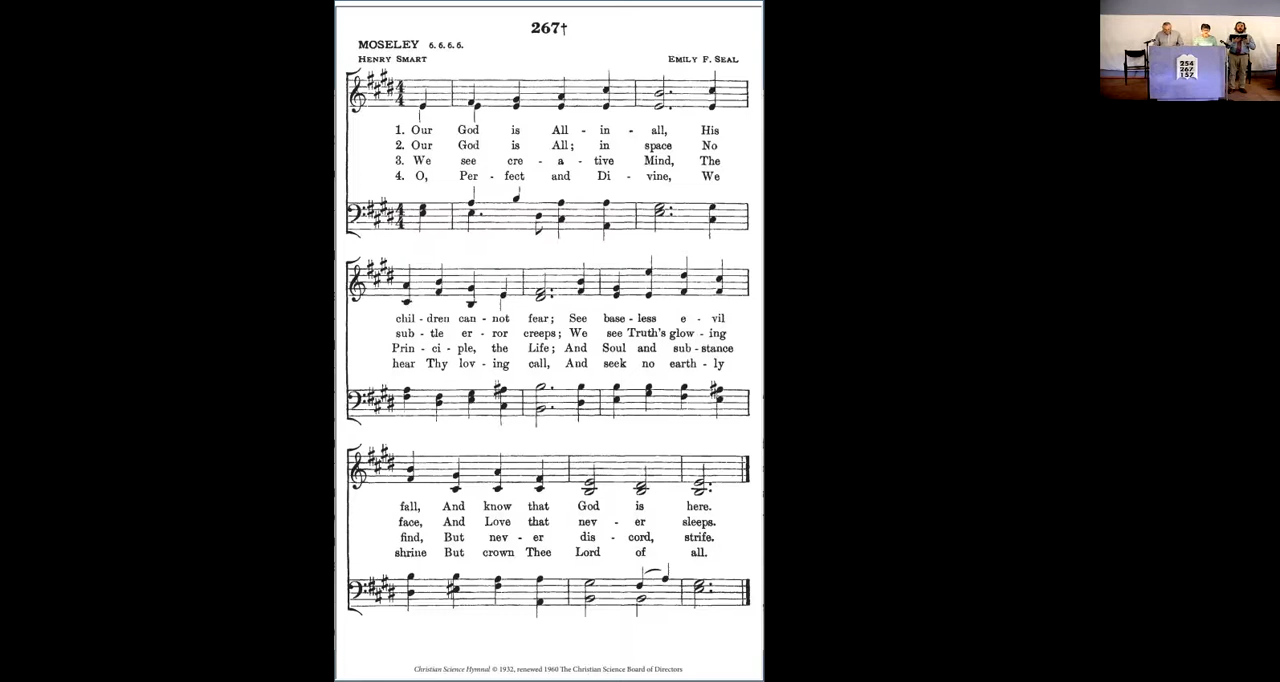 267†
MOSELEY 6. 6. 6. 6.
HENRY SMART EMILY F. SEAL
1. Our God is All - in - all, His
2. Our God is All; in space No
3. We see cre - a - tive Mind, The
4. O, Per - fect and Di - vine, We
chil - dren can - not fear; See base - less e - vil
sub - tle er - ror creeps; We see Truth's glow - ing
Prin - ci - ple, the Life; And Soul and sub - stance
hear Thy lov - ing call, And seek no earth - ly
fall, And know that God is here.
face, And Love that nev - er sleeps.
find, But nev - er dis - cord, strife.
shrine But crown Thee Lord of all.
Christian Science Hymnal © 1932, renewed 1960 The Christian Science Board of Directors
254
267
157